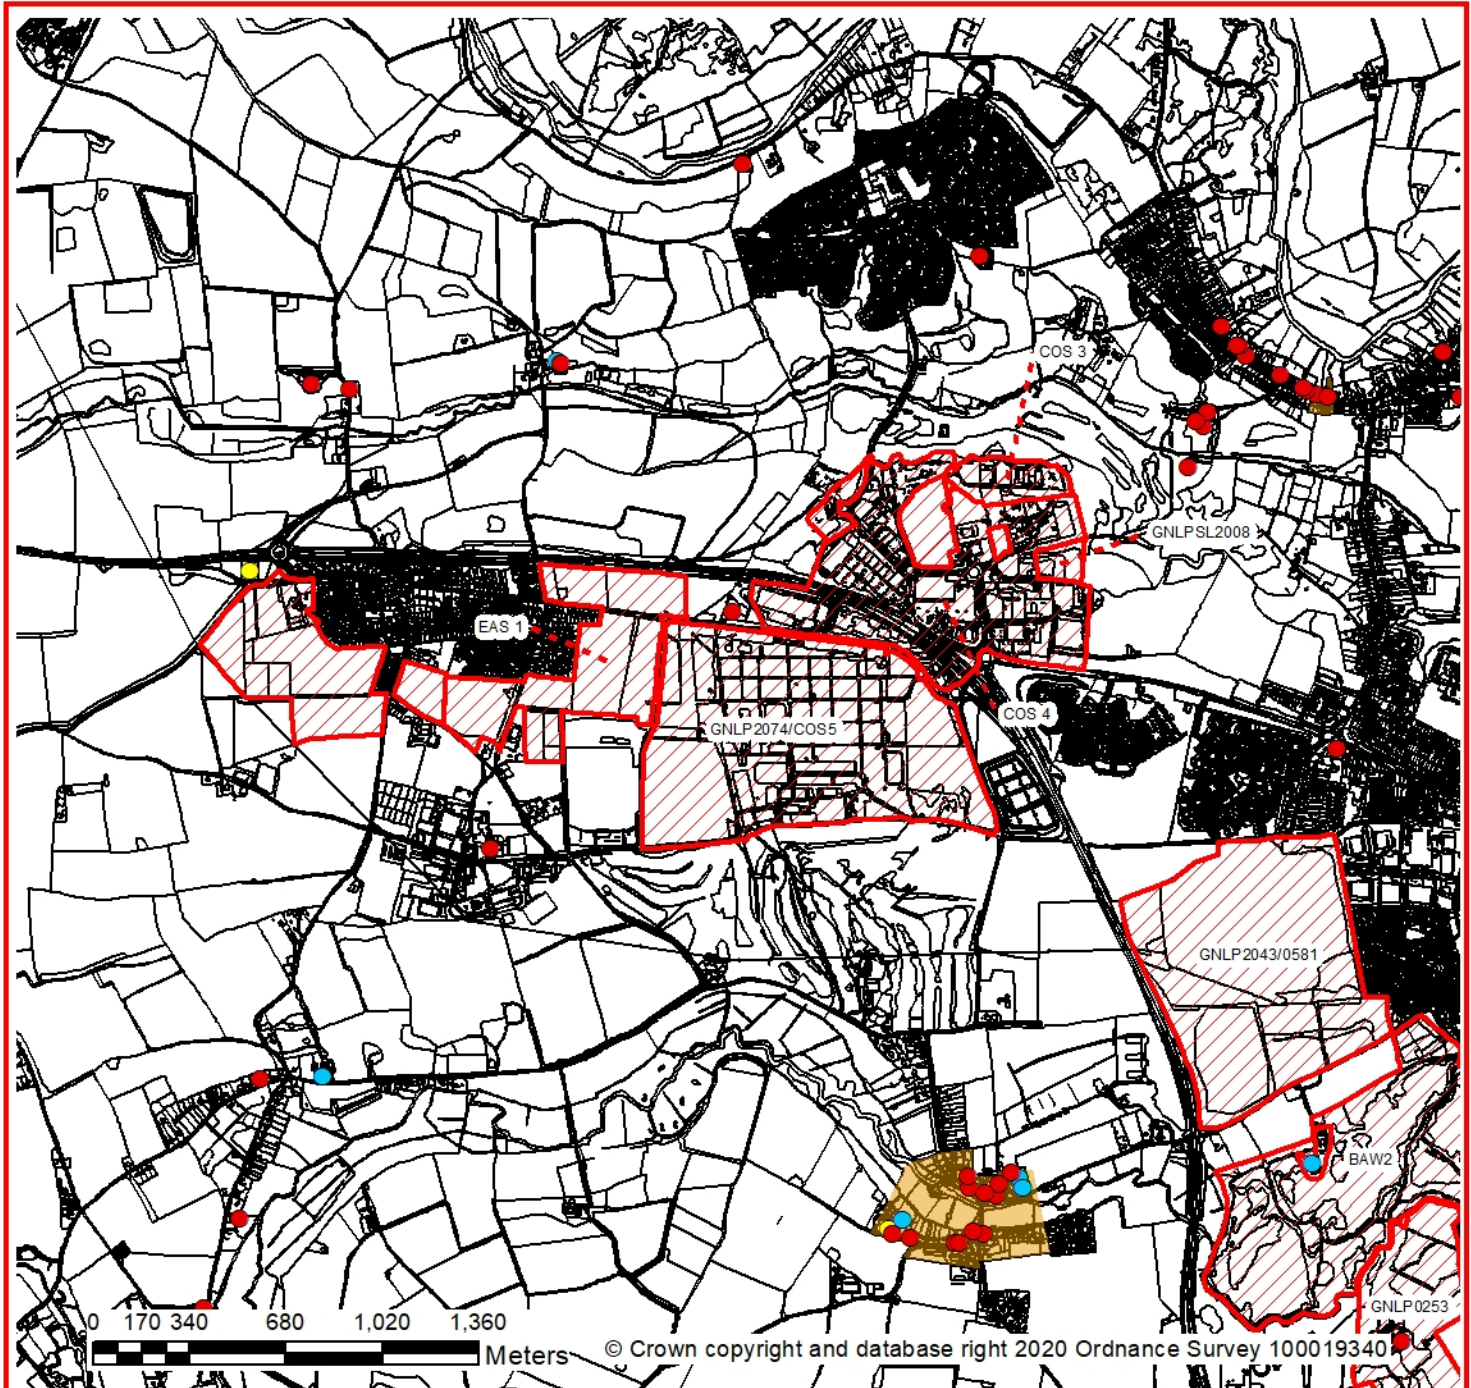 COS 3
GNLPSL2008
EAS 1
COS 4
GNLP2074/COS5
GNLP2043/0581
BAW2
GNLP0253
0 170 340 680 1,020 1,360
Meters
© Crown copyright and database right 2020 Ordnance Survey 100019340